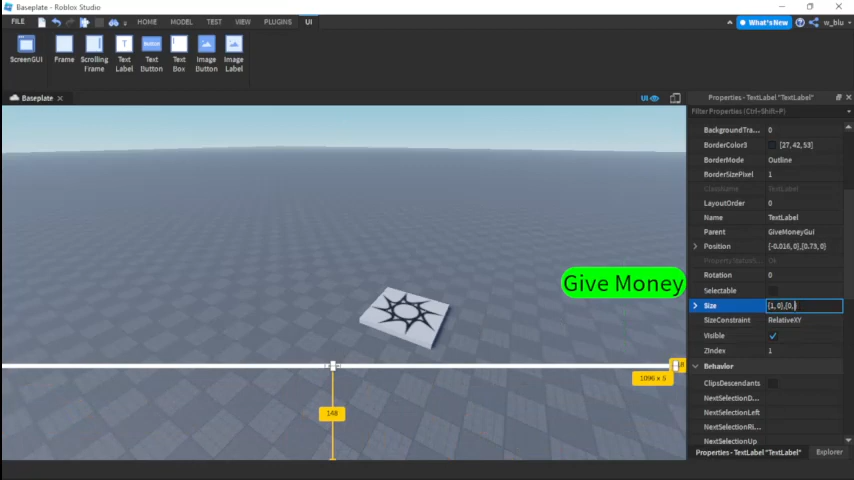 Baseplate - Roblox Studio
FILE HOME MODEL TEST VIEW PLUGINS UI What's New w_blu
ScreenGUI Frame Scrolling Frame Text Label Text Button Text Box Image Button Image Label
Baseplate UI Properties - TextLabel "TextLabel"
Filter Properties (Ctrl+Shift+P)
BackgroundTra... 0
BorderColor3 [27, 42, 53]
BorderMode Outline
BorderSizePixel 1
ClassName TextLabel
LayoutOrder 0
Name TextLabel
Parent GiveMoneyGui
Position {-0.016, 0},{0.73, 0}
Ok
Rotation 0
Give Money
Selectable
Size {1, 0},{0,
SizeConstraint RelativeXY
Visible
ZIndex 1
Behavior
1096 x 5
ClipsDescendants
NextSelectionD...
148
NextSelectionLeft
NextSelectionRi...
NextSelectionUp
Properties - TextLabel "TextLabel" Explorer